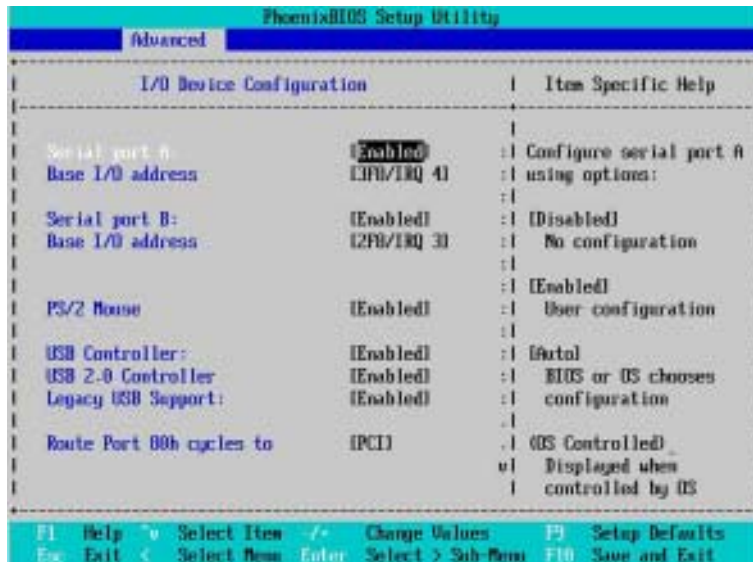 PhoenixBIOS Setup Utility
Advanced
I/O Device Configuration
Item Specific Help
Serial port A: [Enabled]
Base I/O address [3F8/IRQ 4]
Serial port B: [Enabled]
Base I/O address [2F8/IRQ 3]
PS/2 Mouse [Enabled]
USB Controller: [Enabled]
USB 2.0 Controller [Enabled]
Legacy USB Support: [Enabled]
Route Port 80h cycles to [PCI]
Configure serial port A
using options:
[Disabled]
No configuration
[Enabled]
User configuration
[Auto]
BIOS or OS chooses
configuration
(OS Controlled)
Displayed when
controlled by OS
F1 Help ^v Select Item -/+ Change Values F9 Setup Defaults
Esc Exit < Select Menu Enter Select > Sub-Menu F10 Save and Exit